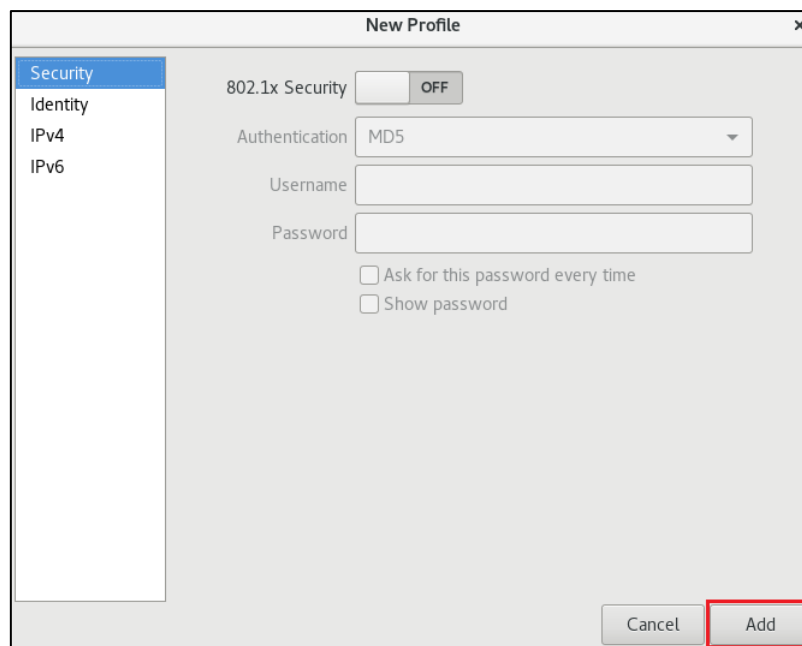 New Profile ×
Security
Identity
IPv4
IPv6
802.1x Security OFF
Authentication MD5
Username
Password
Ask for this password every time
Show password
Cancel Add